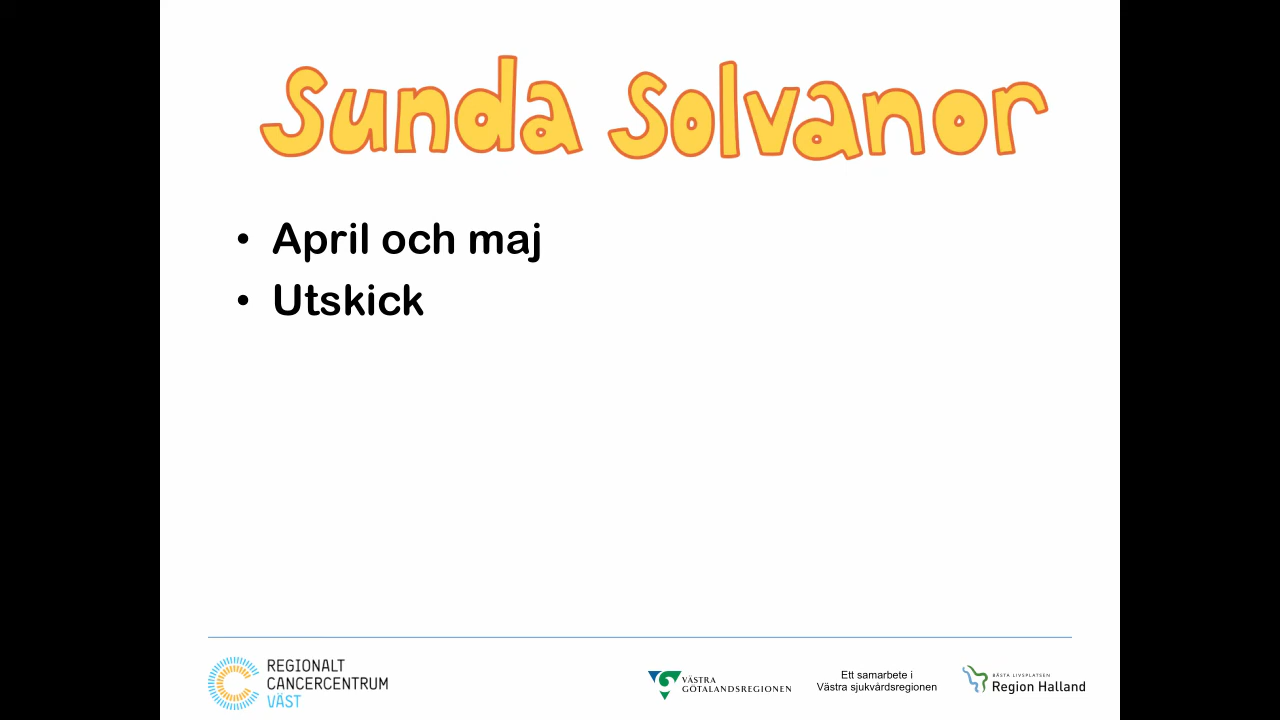 Sunda Solvanor
• April och maj
• Utskick
REGIONALT
CANCERCENTRUM
VÄST
VÄSTRA
GÖTALANDSREGIONEN
Ett samarbete i
Västra sjukvårdsregionen
BÄSTA LIVSPLATSEN
Region Halland